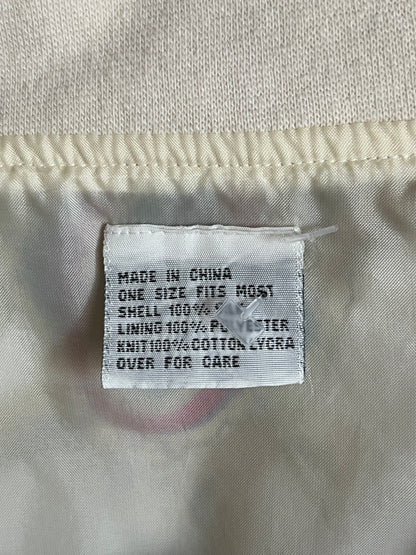 MADE IN CHINA
ONE SIZE FITS MOST
SHELL 100%
LINING 100% POLYESTER
KNIT 100% COTTON LYCRA
OVER FOR CARE